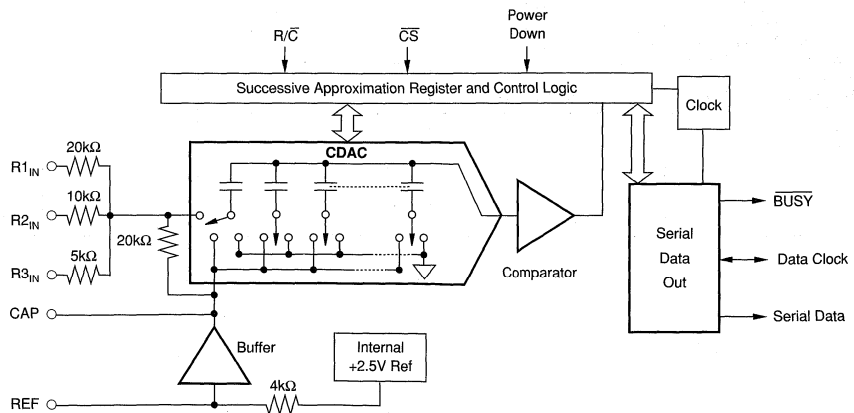 Power
Down
R/C̅
C̅S̅
Successive Approximation Register and Control Logic
Clock
CDAC
20kΩ
R1IN
10kΩ
R2IN
20kΩ
5kΩ
R3IN
CAP
Comparator
Serial
Data
Out
B̅U̅S̅Y̅
Data Clock
Serial Data
Buffer
Internal
+2.5V Ref
4kΩ
REF